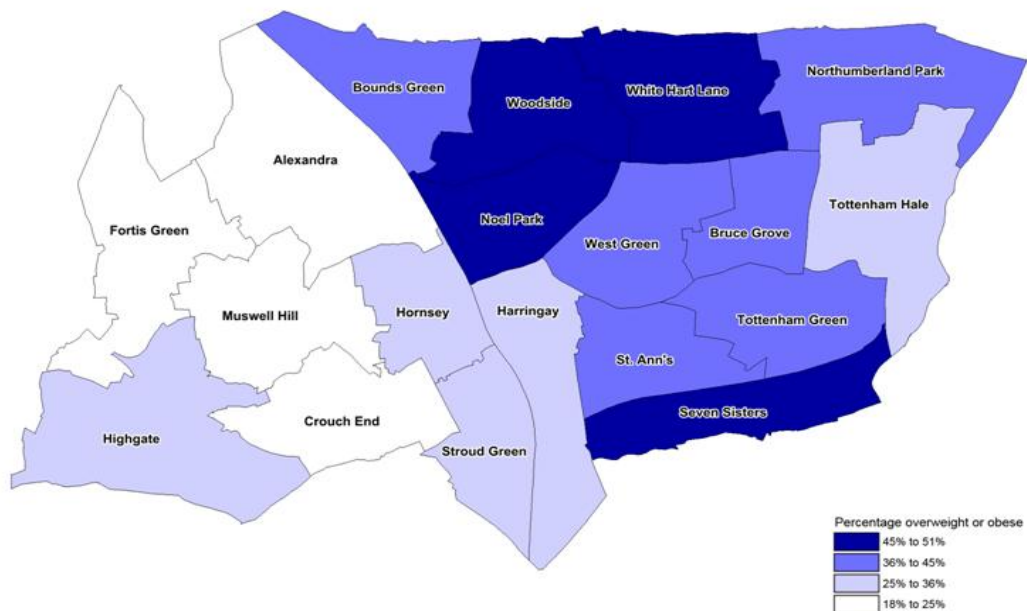 Northumberland Park
Bounds Green
White Hart Lane
Woodside
Alexandra
Tottenham Hale
Noel Park
Fortis Green
Bruce Grove
West Green
Muswell Hill
Hornsey
Harringay
Tottenham Green
St. Ann's
Seven Sisters
Crouch End
Highgate
Stroud Green
Percentage overweight or obese
45% to 51%
36% to 45%
25% to 36%
18% to 25%